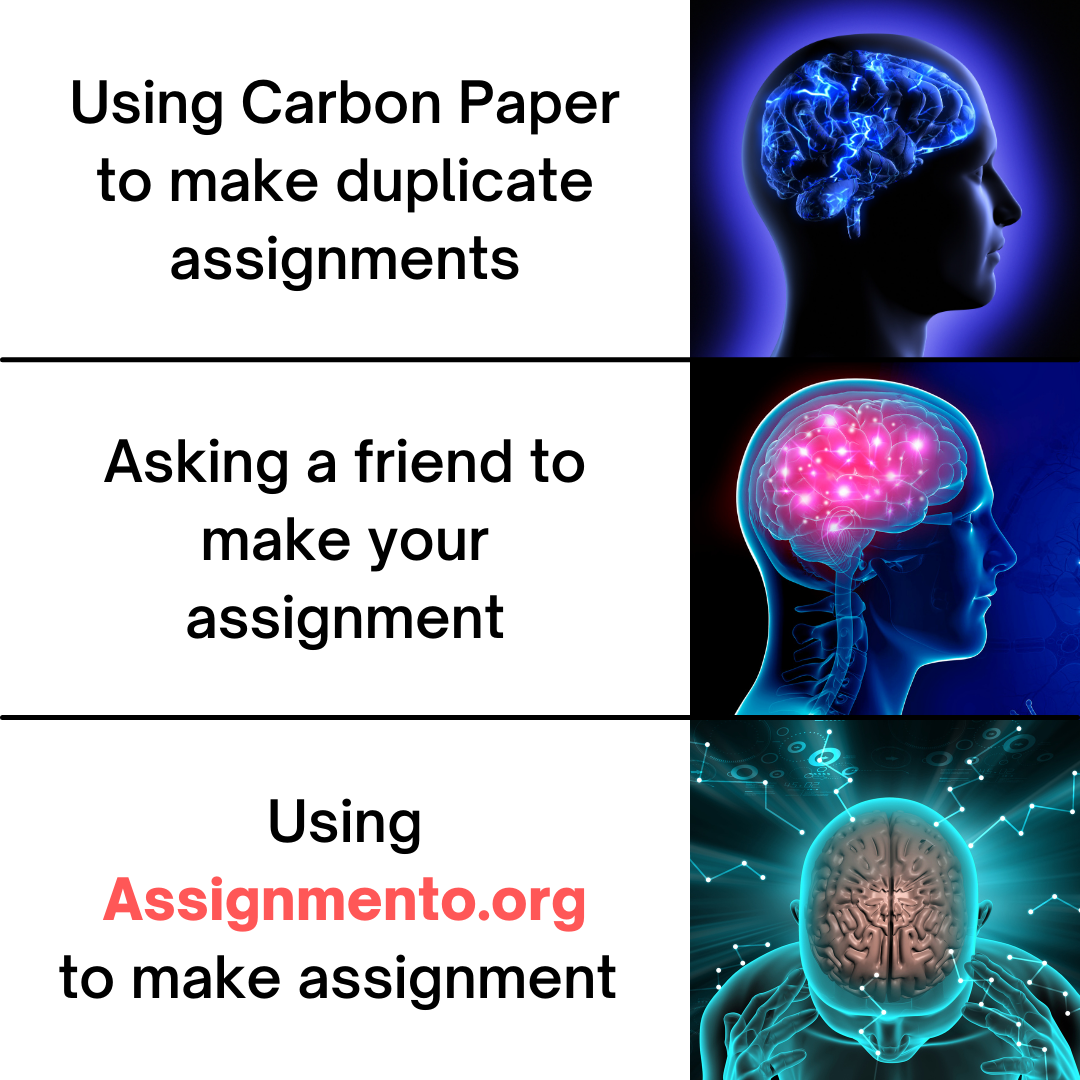 Using Carbon Paper
to make duplicate
assignments
Asking a friend to
make your
assignment
Using
Assignmento.org
to make assignment